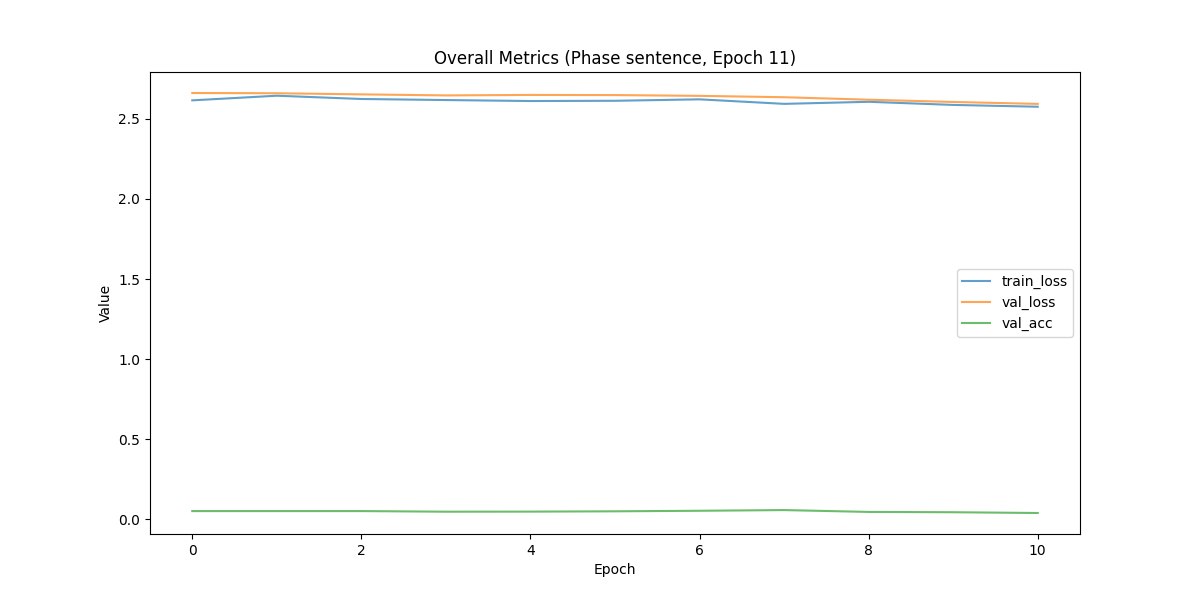 Overall Metrics (Phase sentence, Epoch 11)
2.5
2.0
1.5
1.0
0.5
0.0
Value
train_loss
val_loss
val_acc
0 2 4 6 8 10
Epoch